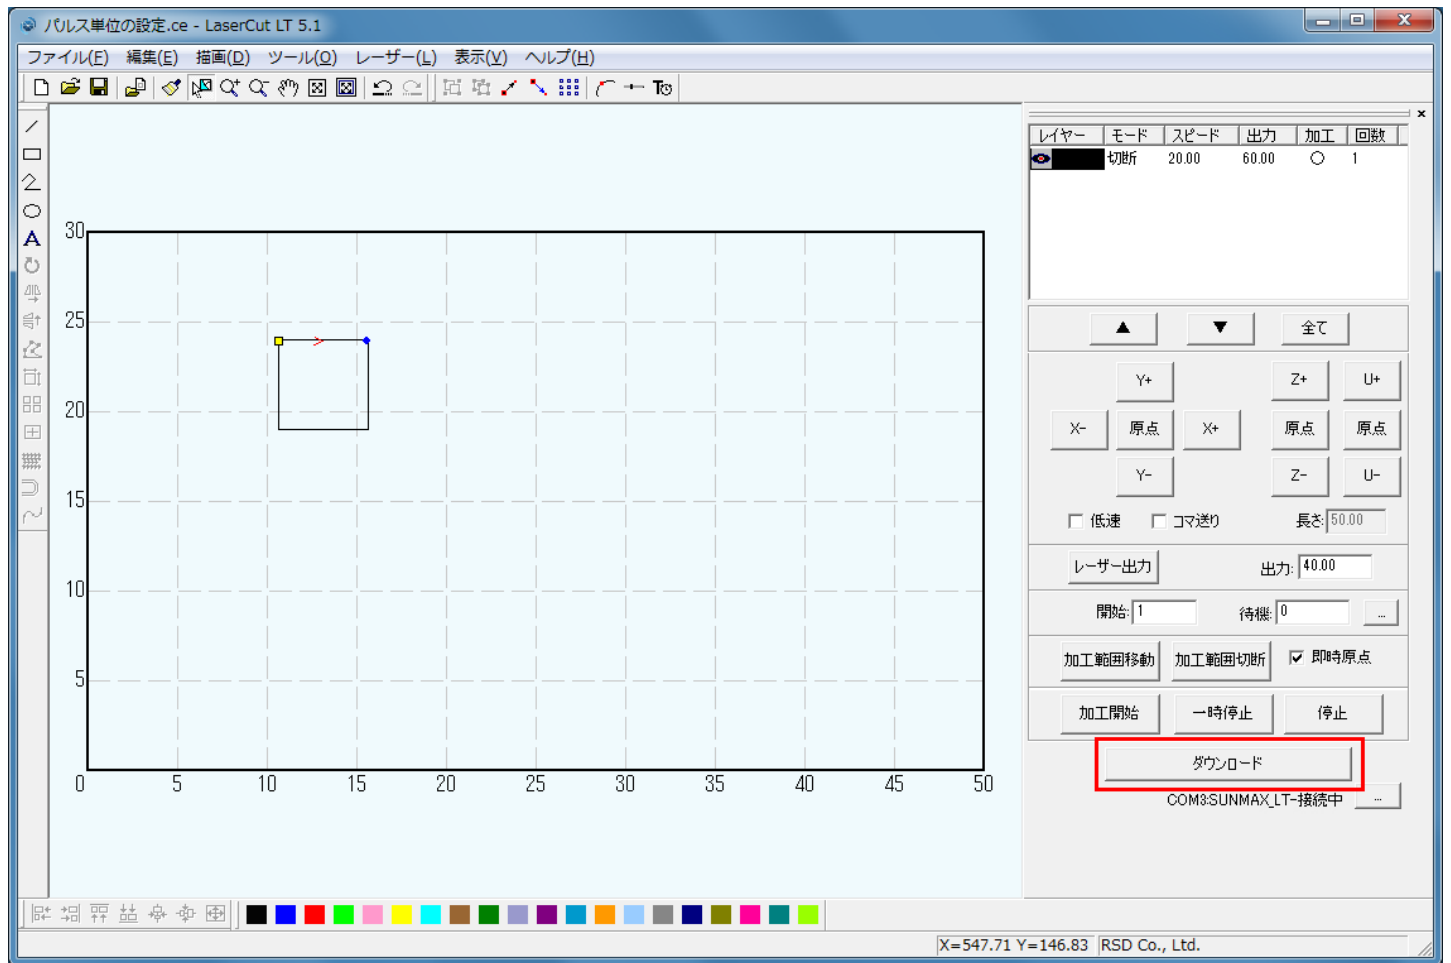 パルス単位の設定.ce - LaserCut LT 5.1
ファイル(F) 編集(E) 描画(D) ツール(O) レーザー(L) 表示(V) ヘルプ(H)
レイヤー モード スピード 出力 加工 回数
切断 20.00 60.00 ○ 1
30
25
20
15
10
5
0 5 10 15 20 25 30 35 40 45 50
▲ ▼ 全て
Y+ Z+ U+
X- 原点 X+ 原点 原点
Y- Z- U-
低速 コマ送り 長さ: 50.00
レーザー出力 出力: 40.00
開始: 1 待機: 0 ...
加工範囲移動 加工範囲切断 即時原点
加工開始 一時停止 停止
ダウンロード
COM3:SUNMAX_LT-接続中 ...
X=547.71 Y=146.83 RSD Co., Ltd.